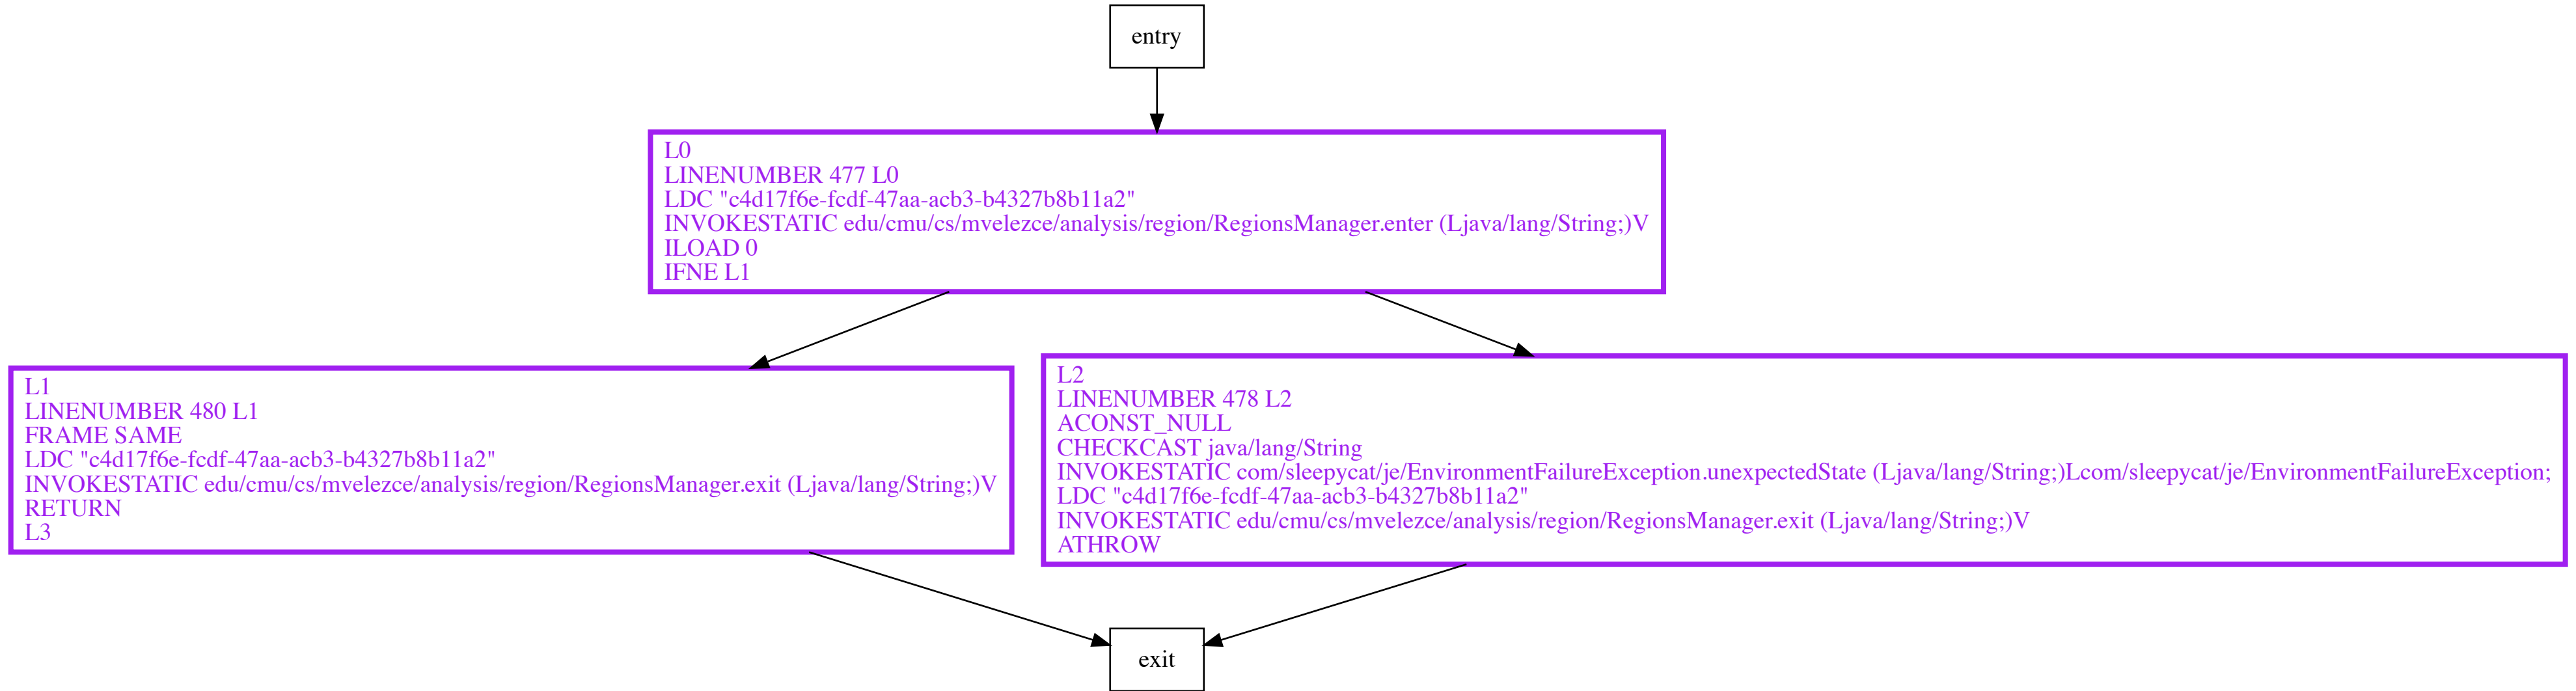 entry
L0
LINENUMBER 477 L0
LDC "c4d17f6e-fcdf-47aa-acb3-b4327b8b11a2"
INVOKESTATIC edu/cmu/cs/mvelezce/analysis/region/RegionsManager.enter (Ljava/lang/String;)V
ILOAD 0
IFNE L1
L1
LINENUMBER 480 L1
FRAME SAME
LDC "c4d17f6e-fcdf-47aa-acb3-b4327b8b11a2"
INVOKESTATIC edu/cmu/cs/mvelezce/analysis/region/RegionsManager.exit (Ljava/lang/String;)V
RETURN
L3
L2
LINENUMBER 478 L2
ACONST_NULL
CHECKCAST java/lang/String
INVOKESTATIC com/sleepycat/je/EnvironmentFailureException.unexpectedState (Ljava/lang/String;)Lcom/sleepycat/je/EnvironmentFailureException;
LDC "c4d17f6e-fcdf-47aa-acb3-b4327b8b11a2"
INVOKESTATIC edu/cmu/cs/mvelezce/analysis/region/RegionsManager.exit (Ljava/lang/String;)V
ATHROW
exit